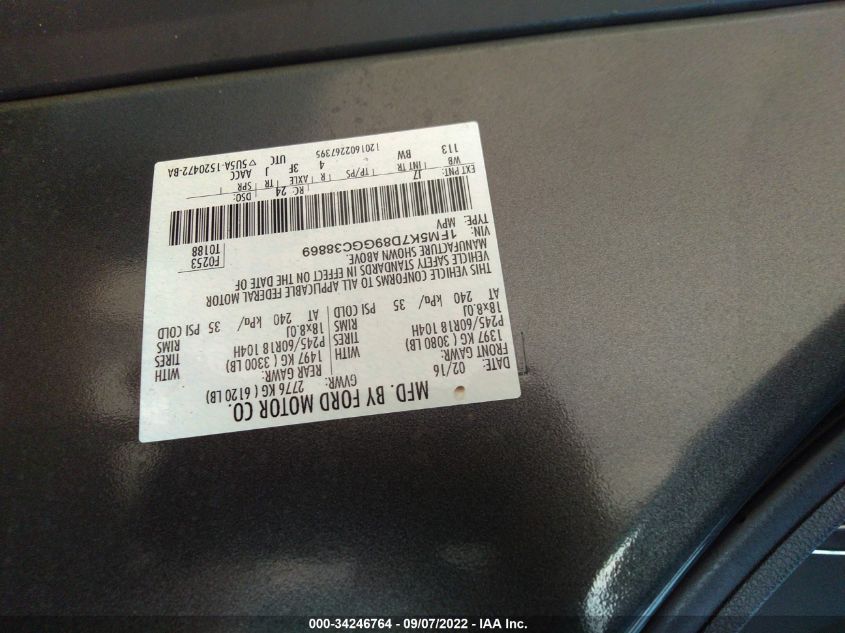 MFD. BY FORD MOTOR CO.
DATE: 02/16
GVWR: 2776 KG ( 6120 LB)
FRONT GAWR: 1397 KG ( 3080 LB)
REAR GAWR: 1497 KG ( 3300 LB)
P245/60R18 104H
WITH TIRES
P245/60R18 104H
WITH TIRES
18x8.0J
RIMS
18x8.0J
RIMS
AT 240 kPa/ 35 PSI COLD
AT 240 kPa/ 35 PSI COLD
THIS VEHICLE CONFORMS TO ALL APPLICABLE FEDERAL MOTOR
VEHICLE SAFETY STANDARDS IN EFFECT ON THE DATE OF
MANUFACTURE SHOWN ABOVE.
VIN: 1FM5K7D89GGC38869
TYPE: MPV
F0253
T0188
EXT PNT: J7 RC: 24 DSO:
WB INT TR TP/PS R AXLE TR SPR
113 BW 4 3F J AACC
UTC ▽5U5A-1520472-BA
1201602267395
000-34246764 - 09/07/2022 - IAA Inc.